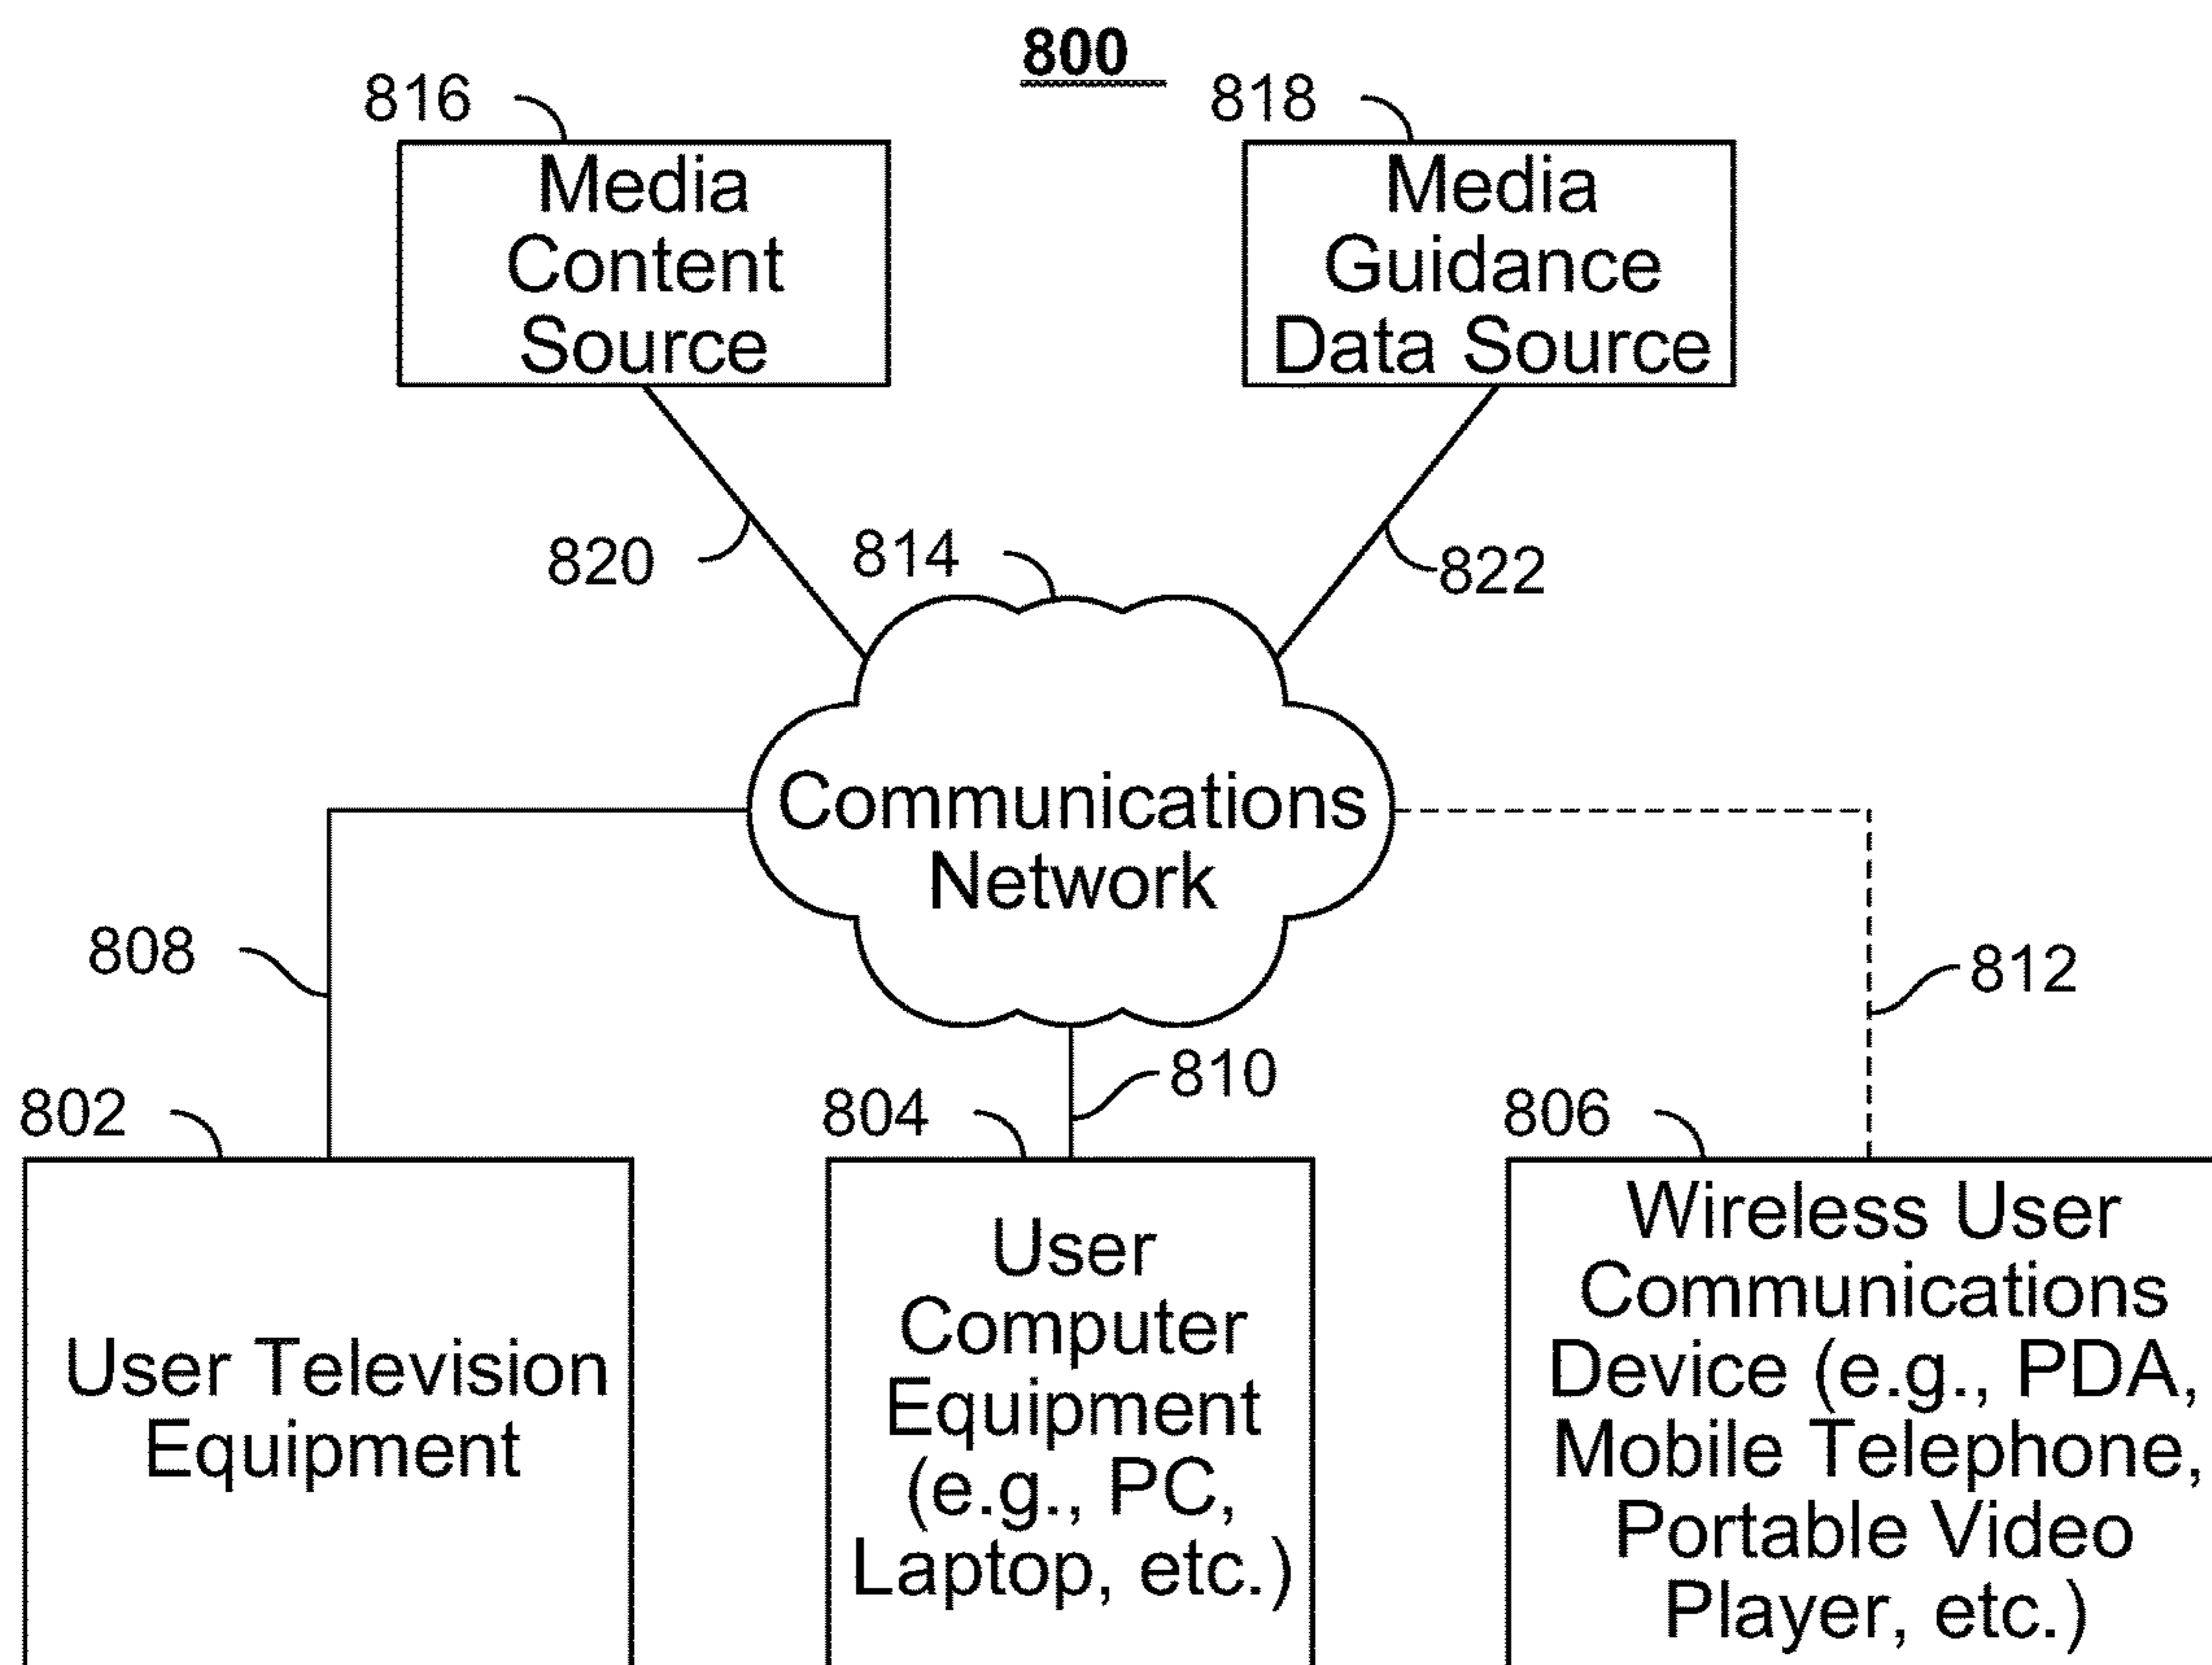 800
816
818
Media
Content
Source
Media
Guidance
Data Source
820
814
822
Communications
Network
808
812
810
802
804
806
User Television
Equipment
User
Computer
Equipment
(e.g., PC,
Laptop, etc.)
Wireless User
Communications
Device (e.g., PDA,
Mobile Telephone,
Portable Video
Player, etc.)